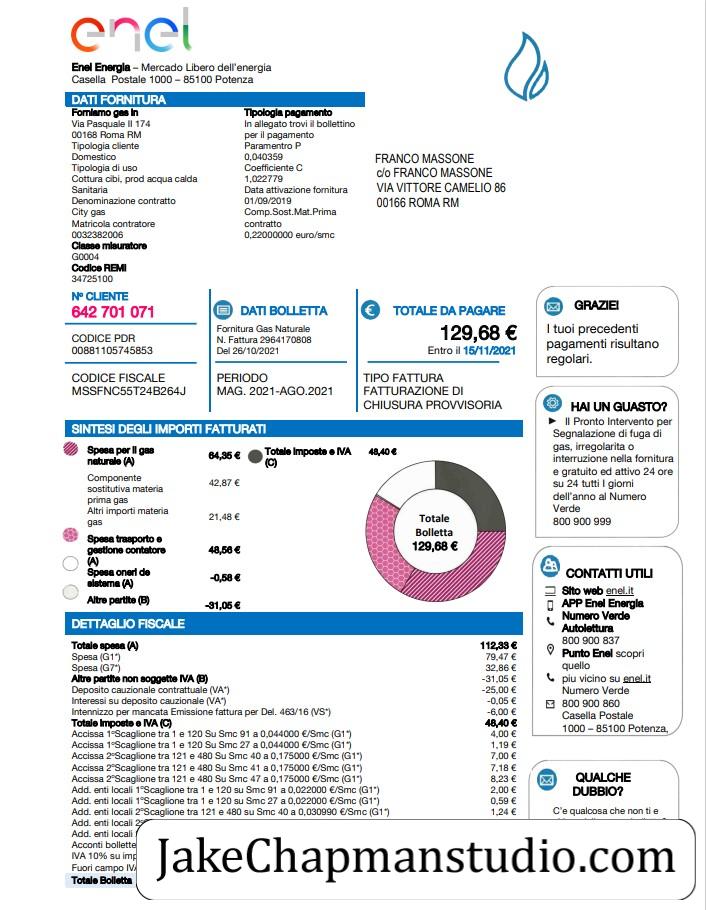 enel
Enel Energia – Mercado Libero dell'energia
Casella Postale 1000 – 85100 Potenza
DATI FORNITURA
Forniamo gas in
Via Pasquale II 174
00168 Roma RM
Tipologia cliente
Domestico
Tipologia di uso
Cottura cibi, prod acqua calda
Sanitaria
Denominazione contratto
City gas
Matricola contratore
0032382006
Classe misuratore
G0004
Codice REMI
34725100
Tipologia pagamento
In allegato trovi il bollettino
per il pagamento
Paramentro P
0,040359
Coefficiente C
1,022779
Data attivazione fornitura
01/09/2019
Comp.Sost.Mat.Prima
contratto
0,22000000 euro/smc
FRANCO MASSONE
c/o FRANCO MASSONE
VIA VITTORE CAMELIO 86
00166 ROMA RM
N° CLIENTE
642 701 071
CODICE PDR
00881105745853
CODICE FISCALE
MSSFNC55T24B264J
DATI BOLLETTA
Fornitura Gas Naturale
N. Fattura 2964170808
Del 26/10/2021
PERIODO
MAG. 2021-AGO.2021
TOTALE DA PAGARE
129,68 €
Entro il 15/11/2021
TIPO FATTURA
FATTURAZIONE DI
CHIUSURA PROVVISORIA
GRAZIE!
I tuoi precedenti
pagamenti risultano
regolari.
SINTESI DEGLI IMPORTI FATTURATI
Spesa per il gas
naturale (A) 64,35 €
Componente
sostitutiva materia 42,87 €
prima gas
Altri importi materia
gas 21,48 €
Spesa trasporto e
gestione contatore 48,56 €
(A)
Spesa oneri de
sistema (A) -0,58 €
Altre partite (B) -31,05 €
Totale Imposte e IVA 48,40 €
(C)
Totale
Bolletta
129,68 €
HAI UN GUASTO?
► Il Pronto Intervento per
Segnalazione di fuga di
gas, irregolarita o
interruzione nella fornitura
e gratuito ed attivo 24 ore
su 24 tutti I giorni
dell'anno al Numero
Verde
800 900 999
CONTATTI UTILI
Sito web enel.it
APP Enel Energia
Numero Verde
Autolettura
800 900 837
Punto Enel scopri
quello
piu vicino su enel.it
Numero Verde
800 900 860
Casella Postale
1000 – 85100 Potenza,
DETTAGLIO FISCALE
Totale spesa (A) 112,33 €
Spesa (G1*) 79,47 €
Spesa (G7*) 32,86 €
Altre partite non soggette IVA (B) -31,05 €
Deposito cauzionale contrattuale (VA*) -25,00 €
Interessi su deposito cauzionale (VA*) -0,05 €
Intennizzo per mancata Emissione fattura per Del. 463/16 (VS*) -6,00 €
Totale Imposte e IVA (C) 48,40 €
Accissa 1°Scaglione tra 1 e 120 Su Smc 91 a 0,044000 €/Smc (G1*) 4,00 €
Accissa 1°Scaglione tra 1 e 120 Su Smc 27 a 0,044000 €/Smc (G1*) 1,19 €
Accissa 2°Scaglione tra 121 e 480 Su Smc 40 a 0,175000 €/Smc (G1*) 7,00 €
Accissa 2°Scaglione tra 121 e 480 Su Smc 41 a 0,175000 €/Smc (G1*) 7,18 €
Accissa 2°Scaglione tra 121 e 480 Su Smc 47 a 0,175000 €/Smc (G1*) 8,23 €
Add. enti locali 1°Scaglione tra 1 e 120 su Smc 91 a 0,022000 €/Smc (G1*) 2,00 €
Add. enti locali 1°Scaglione tra 1 e 120 su Smc 27 a 0,022000 €/Smc (G1*) 0,59 €
Add. enti locali 2°Scaglione tra 121 e 480 su Smc 40 a 0,030990 €/Smc (G1*) 1,24 €
Add. enti locali 2°
Add. enti locali 2°
Acconti bollette
IVA 10% su imp
Fuori campo IVA
Totale Bolletta
QUALCHE
DUBBIO?
C'e qualcosa che non ti e
JakeChapmanstudio.com